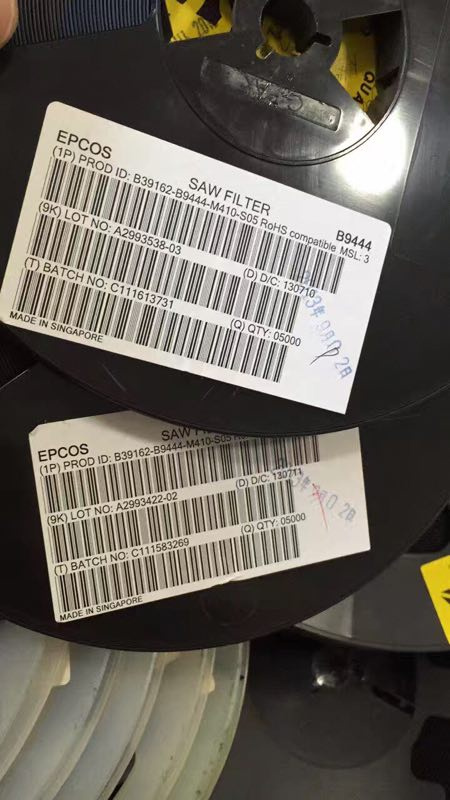 EPCOS
SAW FILTER
B9444
(1P) PROD ID: B39162-B9444-M410-S05 RoHS compatible MSL: 3
(9K) LOT NO: A2993538-03
(D) D/C: 130710
(T) BATCH NO: C111613731
(Q) QTY: 05000
MADE IN SINGAPORE
EPCOS
SAW
(1P) PROD ID: B39162-B9444-M410-S05
(9K) LOT NO: A2993422-02
(D) D/C: 130711
(T) BATCH NO: C111583269
(Q) QTY: 05000
MADE IN SINGAPORE